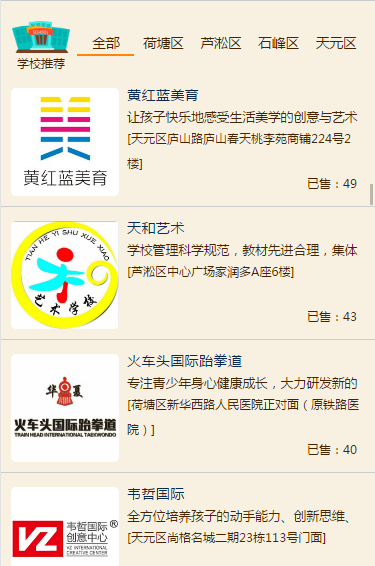 SCHOOL
学校推荐
全部 荷塘区 芦淞区 石峰区 天元区
黄红蓝美育
黄红蓝美育
让孩子快乐地感受生活美学的创意与艺术
[天元区庐山路庐山春天桃李苑商铺224号2
楼]
已售：49
TIAN HE YI SHU XUE XIAO
艺术学校
天和艺术
学校管理科学规范，教材先进合理，集体
[芦淞区中心广场家润多A座6楼]
已售：43
华夏
火车头国际跆拳道
TRAIN HEAD INTERNATIONAL TAEKWONDO
火车头国际跆拳道
专注青少年身心健康成长，大力研发新的
[荷塘区新华西路人民医院正对面（原铁路医
院）]
已售：40
VZ
韦哲国际®
创意中心
VZ INTERNATIONAL
CREATIVE CENTER
韦哲国际
全方位培养孩子的动手能力、创新思维、
[天元区尚格名城二期23栋113号门面]